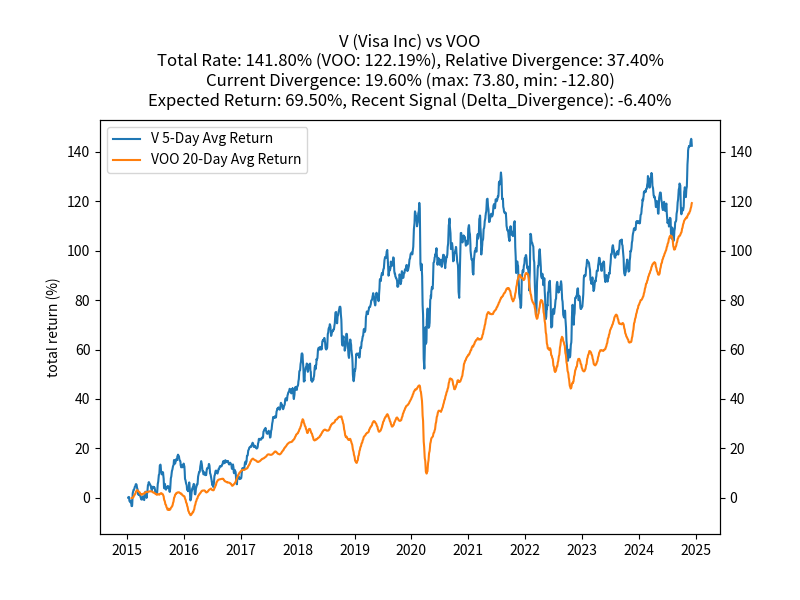 V (Visa Inc) vs VOO
Total Rate: 141.80% (VOO: 122.19%), Relative Divergence: 37.40%
Current Divergence: 19.60% (max: 73.80, min: -12.80)
Expected Return: 69.50%, Recent Signal (Delta_Divergence): -6.40%
V 5-Day Avg Return
VOO 20-Day Avg Return
total return (%)
140 140
120 120
100 100
80 80
60 60
40 40
20 20
0 0
2015 2016 2017 2018 2019 2020 2021 2022 2023 2024 2025